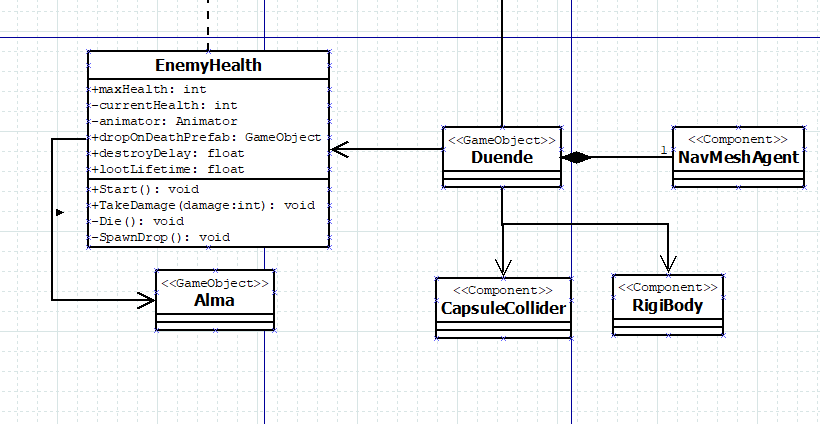 EnemyHealth
+maxHealth: int
-currentHealth: int
-animator: Animator
+dropOnDeathPrefab: GameObject
+destroyDelay: float
+lootLifetime: float
+Start(): void
+TakeDamage(damage:int): void
-Die(): void
-SpawnDrop(): void
<<GameObject>>
Duende
1
<<Component>>
NavMeshAgent
<<GameObject>>
Alma
<<Component>>
CapsuleCollider
<<Component>>
RigiBody